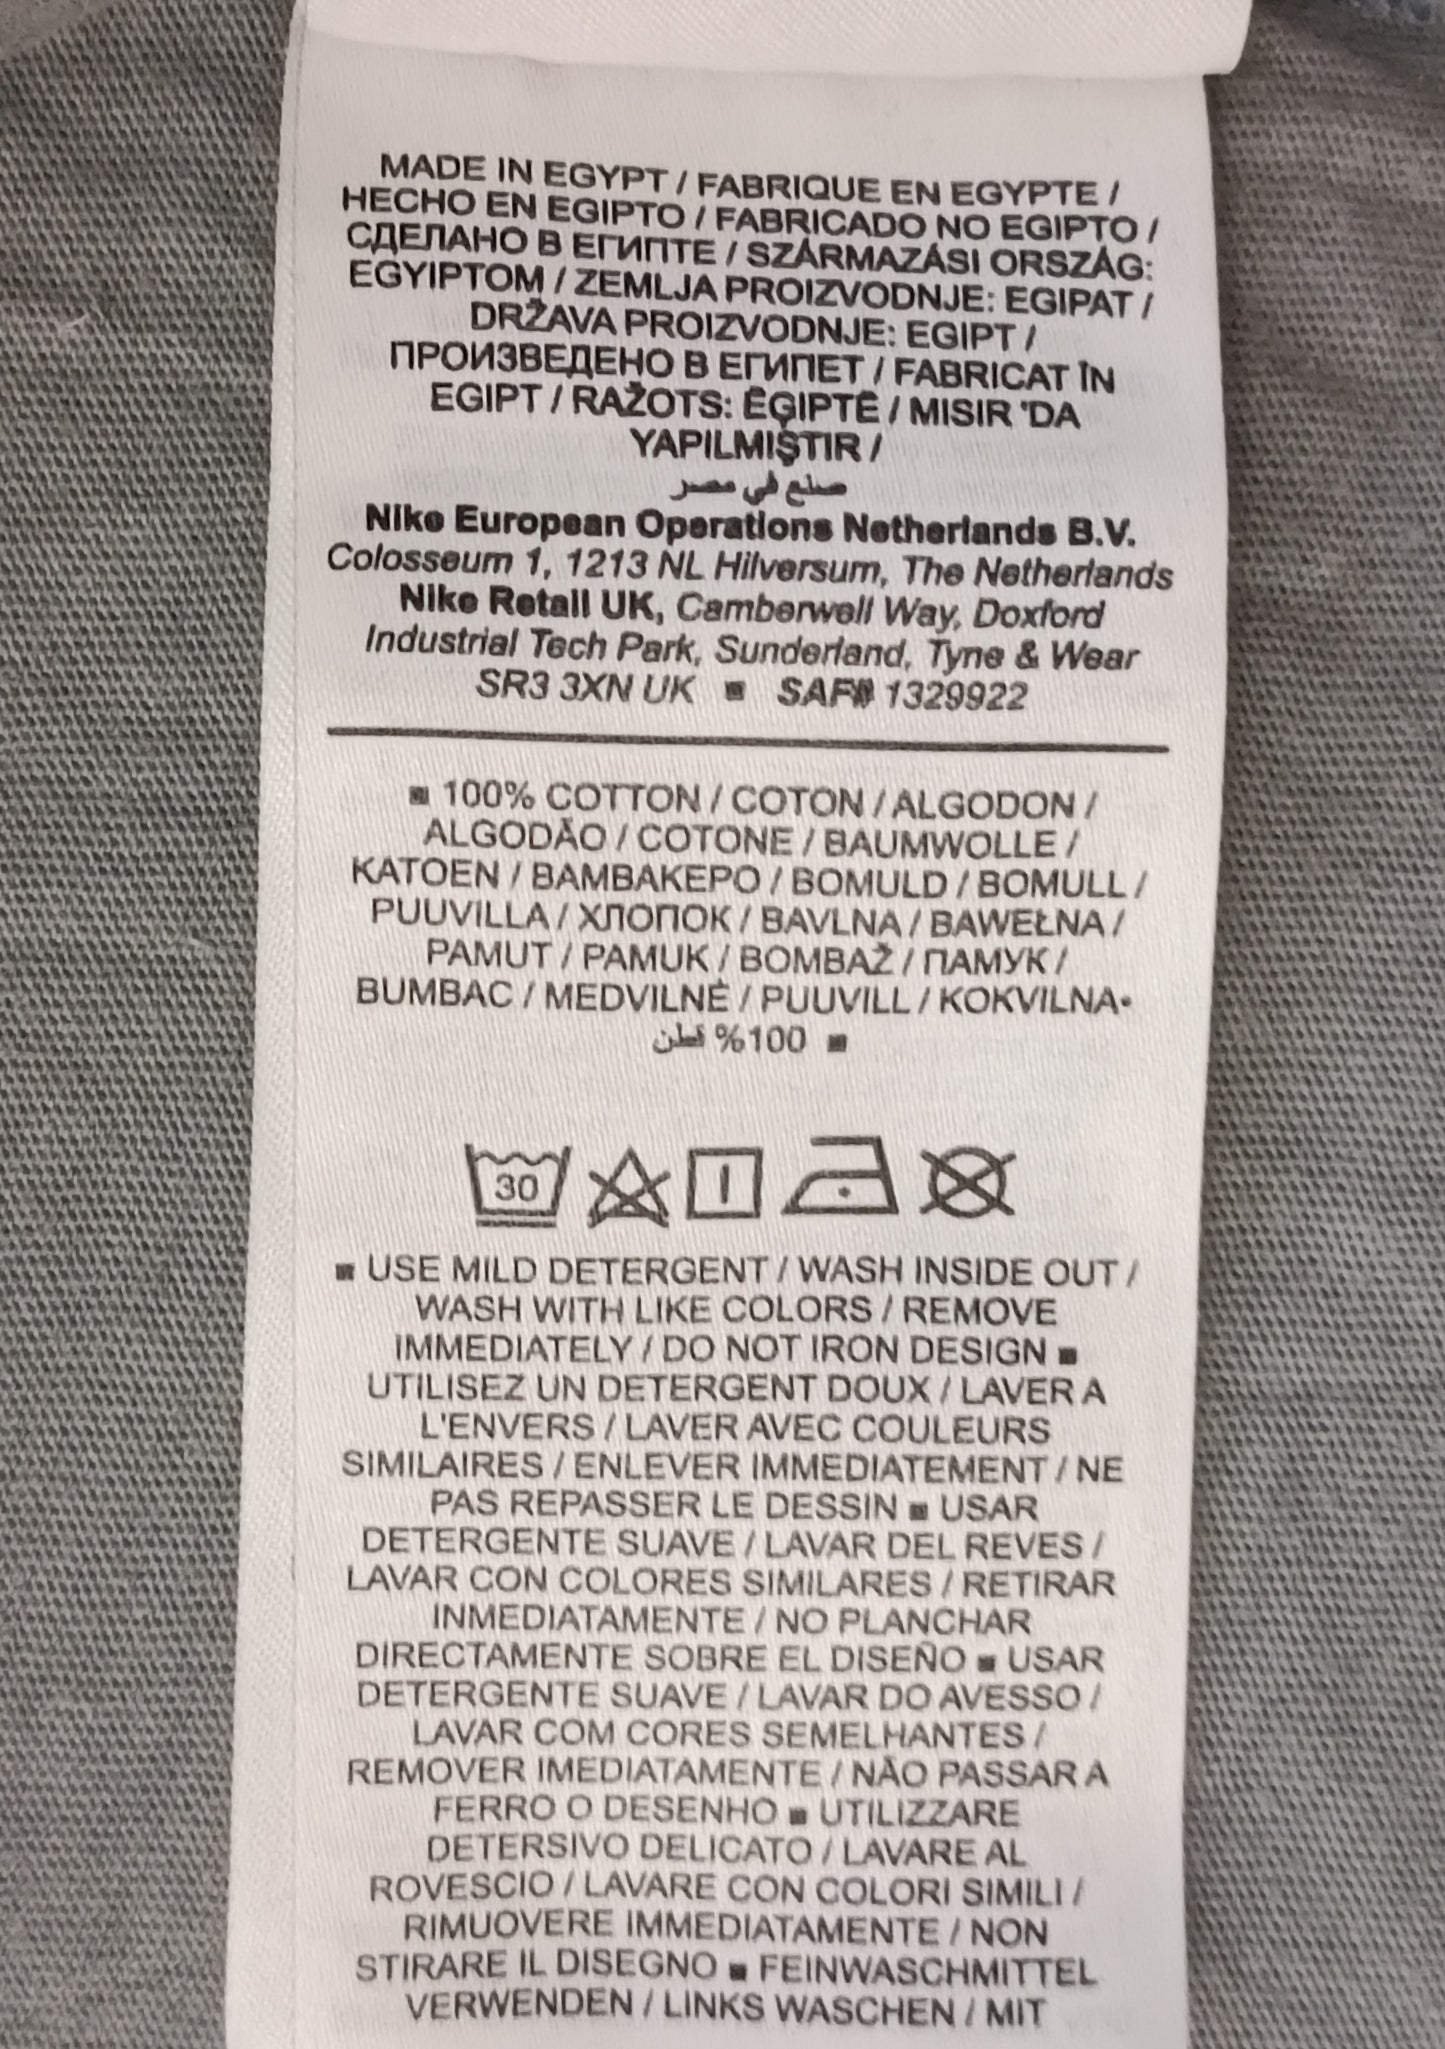 MADE IN EGYPT / FABRIQUE EN EGYPTE /
HECHO EN EGIPTO / FABRICADO NO EGIPTO /
СДЕЛАНО В ЕГИПТЕ / SZÁRMAZÁSI ORSZÁG:
EGYIPTOM / ZEMLJA PROIZVODNJE: EGIPAT /
DRŽAVA PROIZVODNJE: EGIPT /
ПРОИЗВЕДЕНО В ЕГИПЕТ / FABRICAT ÎN
EGIPT / RAŽOTS: ĒĢIPTĒ / MISIR 'DA
YAPILMIŞTIR /
صنع في مصر
Nike European Operations Netherlands B.V.
Colosseum 1, 1213 NL Hilversum, The Netherlands
Nike Retail UK, Camberwell Way, Doxford
Industrial Tech Park, Sunderland, Tyne & Wear
SR3 3XN UK ■ SAF# 1329922
■ 100% COTTON / COTON / ALGODON /
ALGODÃO / COTONE / BAUMWOLLE /
KATOEN / BAMBAKEPO / BOMULD / BOMULL /
PUUVILLA / ХЛОПОК / BAVLNA / BAWEŁNA /
PAMUT / PAMUK / BOMBAŽ / ПАМУК /
BUMBAC / MEDVILNĖ / PUUVILL / KOKVILNA•
■ 100% قطن
30
■ USE MILD DETERGENT / WASH INSIDE OUT /
WASH WITH LIKE COLORS / REMOVE
IMMEDIATELY / DO NOT IRON DESIGN ■
UTILISEZ UN DETERGENT DOUX / LAVER A
L'ENVERS / LAVER AVEC COULEURS
SIMILAIRES / ENLEVER IMMEDIATEMENT / NE
PAS REPASSER LE DESSIN ■ USAR
DETERGENTE SUAVE / LAVAR DEL REVES /
LAVAR CON COLORES SIMILARES / RETIRAR
INMEDIATAMENTE / NO PLANCHAR
DIRECTAMENTE SOBRE EL DISEÑO ■ USAR
DETERGENTE SUAVE / LAVAR DO AVESSO /
LAVAR COM CORES SEMELHANTES /
REMOVER IMEDIATAMENTE / NÃO PASSAR A
FERRO O DESENHO ■ UTILIZZARE
DETERSIVO DELICATO / LAVARE AL
ROVESCIO / LAVARE CON COLORI SIMILI /
RIMUOVERE IMMEDIATAMENTE / NON
STIRARE IL DISEGNO ■ FEINWASCHMITTEL
VERWENDEN / LINKS WASCHEN / MIT